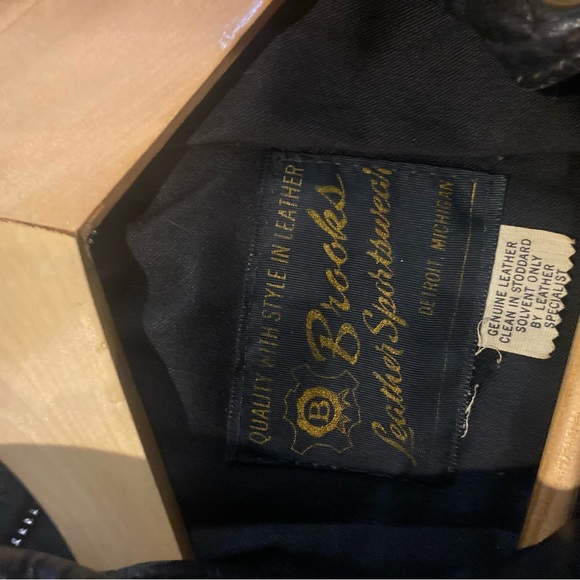 QUALITY WITH STYLE IN LEATHER
B
Brooks
Leather Sportswear
DETROIT, MICHIGAN
GENUINE LEATHER
CLEAN IN STODDARD
SOLVENT ONLY
BY LEATHER
SPECIALIST